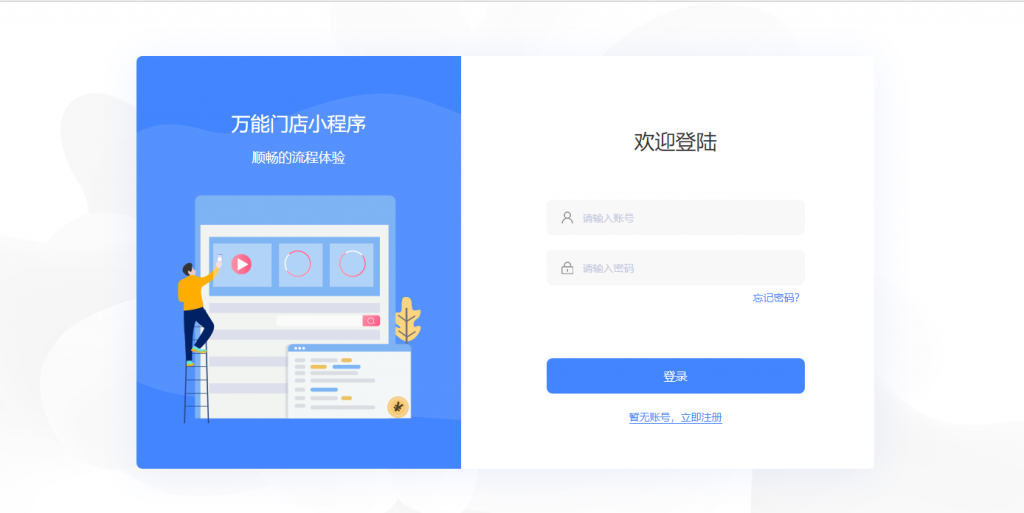 万能门店小程序
顺畅的流程体验
欢迎登陆
请输入账号
请输入密码
忘记密码?
登录
暂无账号，立即注册